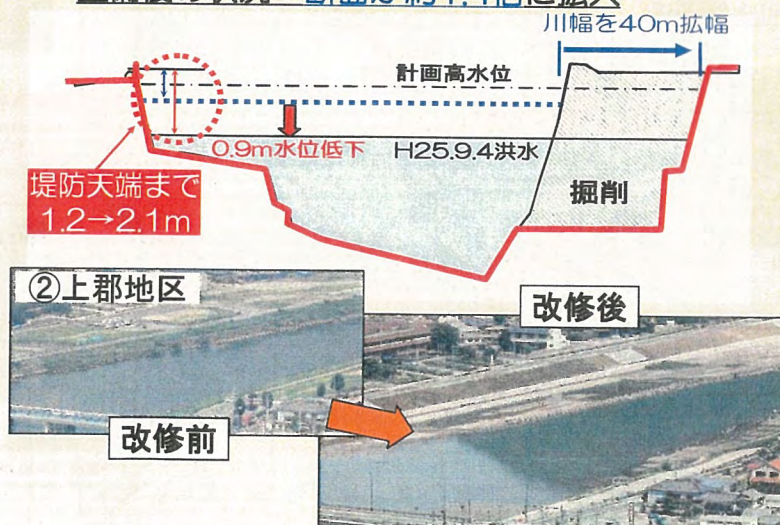 川幅を40m拡幅
計画高水位
0.9m水位低下
H25.9.4洪水
堤防天端まで
1.2→2.1m
掘削
②上郡地区
改修後
改修前